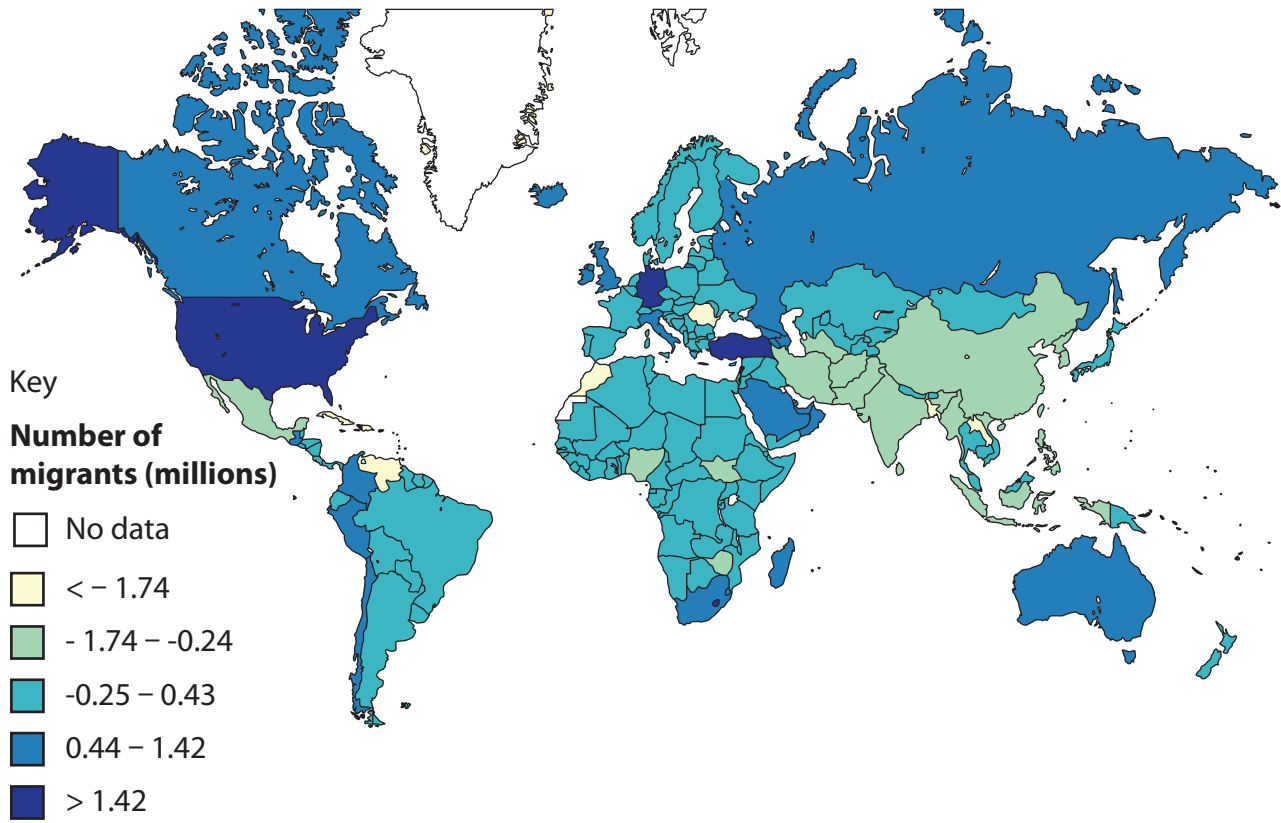 Key
Number of
migrants (millions)
No data
< – 1.74
- 1.74 – -0.24
-0.25 – 0.43
0.44 – 1.42
> 1.42